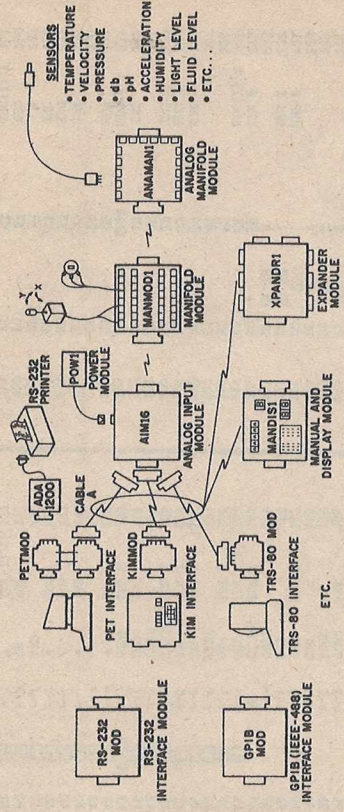 SENSORS
• TEMPERATURE
• VELOCITY
• PRESSURE
• db
• pH
• ACCELERATION
• HUMIDITY
• LIGHT LEVEL
• FLUID LEVEL
• ETC...
ANAMAN1
ANALOG
MANIFOLD
MODULE
X
MANMOD1
MANIFOLD
MODULE
XPANDR1
EXPANDER
MODULE
RS-232
PRINTER
POW1
POWER
MODULE
AIM16
ANALOG INPUT
MODULE
MANDIS1
MANUAL AND
DISPLAY MODULE
ADA
1200
CABLE
A
PETMOD
PET INTERFACE
KIMMOD
KIM INTERFACE
TRS-80 MOD
TRS-80 INTERFACE
ETC.
RS-232
MOD
RS-232
INTERFACE MODULE
GPIB
MOD
GPIB (IEEE-488)
INTERFACE MODULE